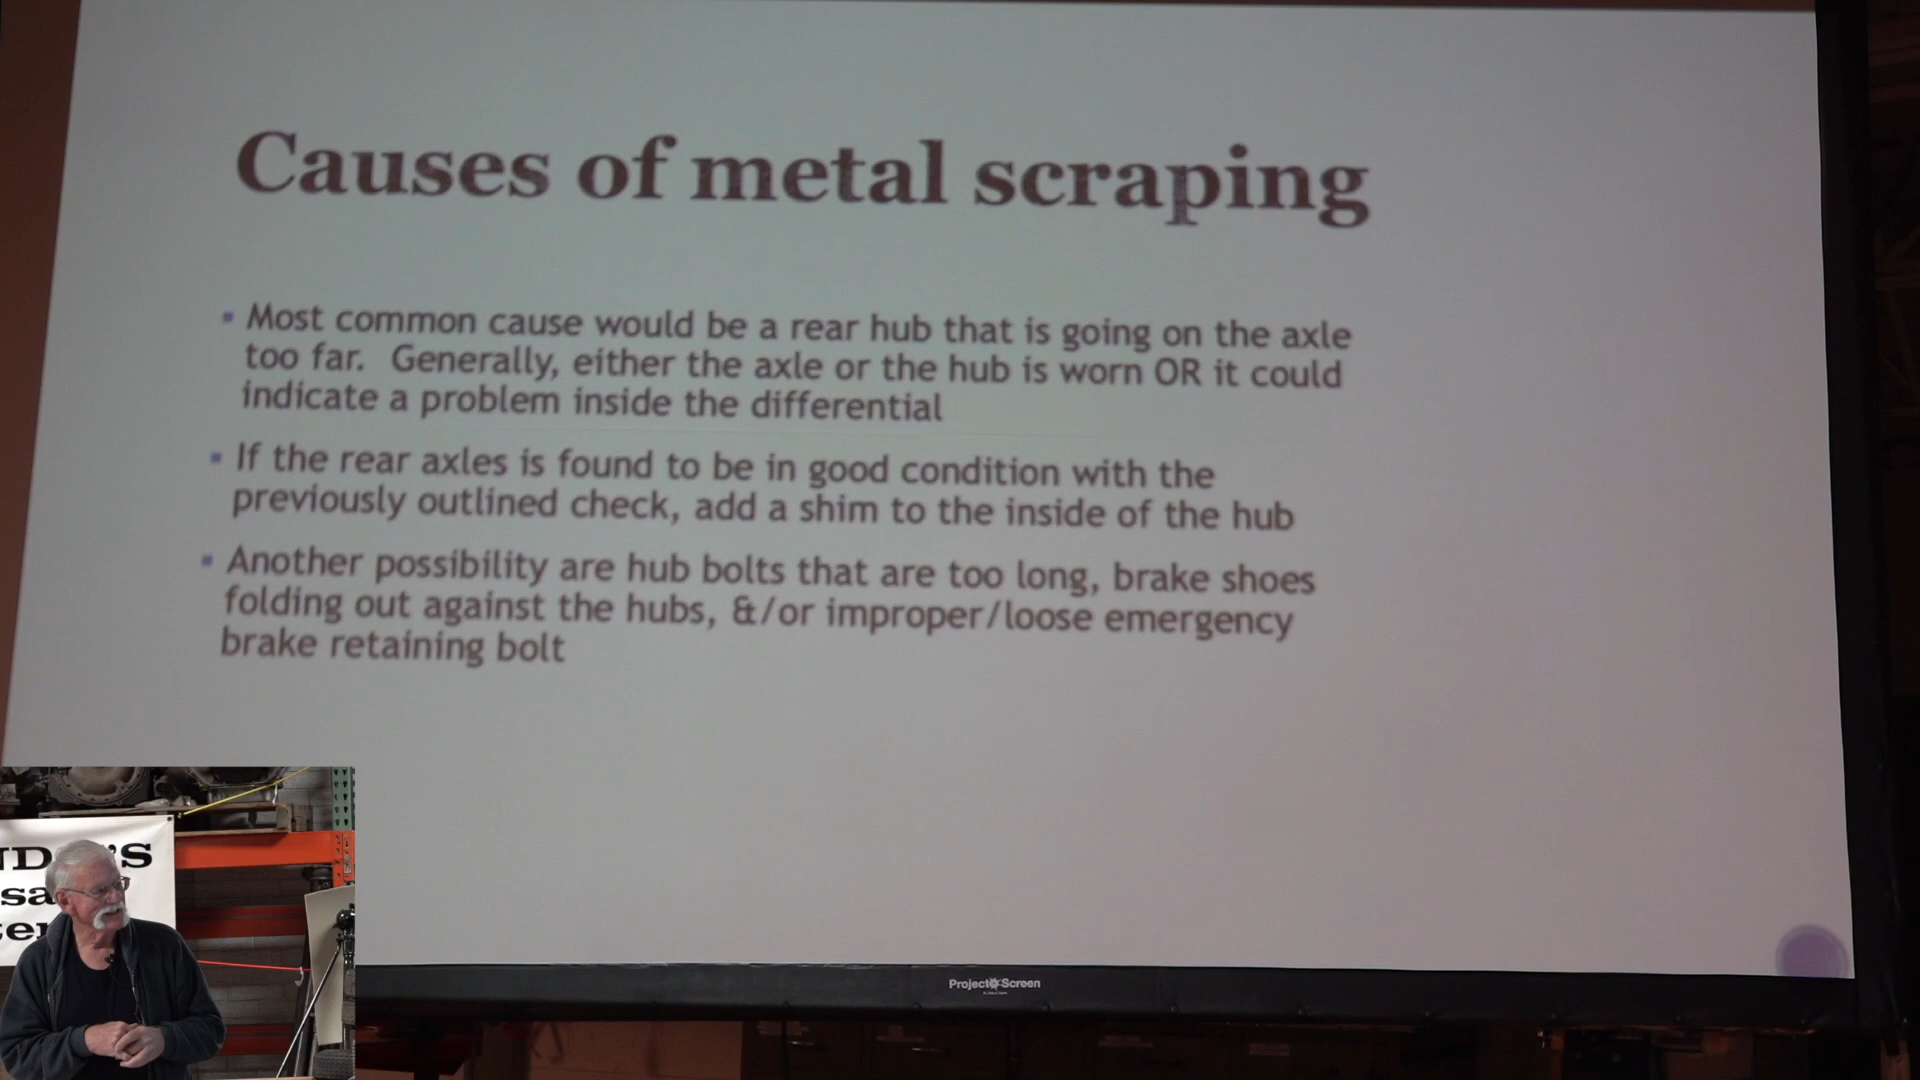 Causes of metal scraping
▪ Most common cause would be a rear hub that is going on the axle
too far. Generally, either the axle or the hub is worn OR it could
indicate a problem inside the differential
▪ If the rear axles is found to be in good condition with the
previously outlined check, add a shim to the inside of the hub
▪ Another possibility are hub bolts that are too long, brake shoes
folding out against the hubs, &/or improper/loose emergency
brake retaining bolt
Project Screen